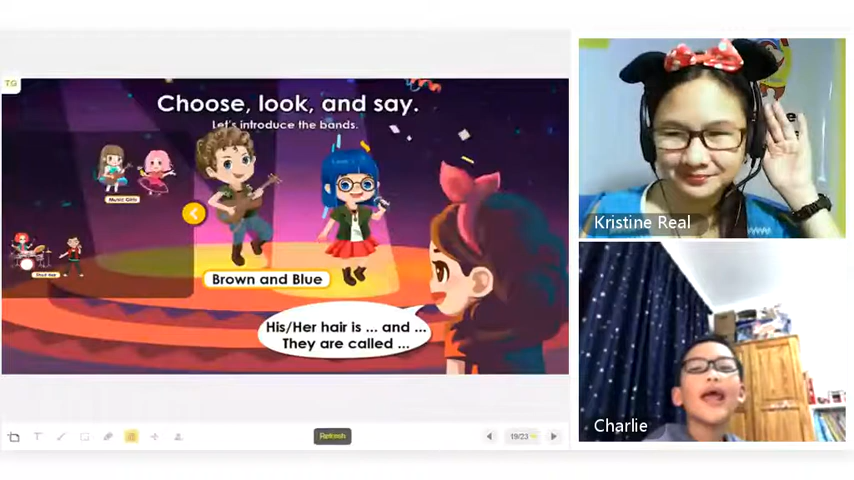 TG
Choose, look, and say.
Let's introduce the bands.
Music Girls
Brown and Blue
His/Her hair is ... and ...
They are called ...
Refresh
19/23
Kristine Real
Charlie